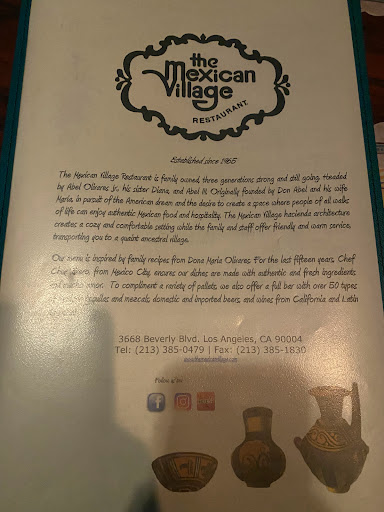 the
Mexican
Village
RESTAURANT.
Established since 1965
The Mexican Village Restaurant is family owned, three generations strong and still going. Headed
by Abel Olivares Jr., his sister Diana, and Abel III. Originally founded by Don Abel and his wife
Maria, in pursuit of the American dream and the desire to create a space where people of all walks
of life can enjoy authentic Mexican food and hospitality. The Mexican Village hacienda architecture
creates a cozy and comfortable setting while the family and staff offer friendly and warm service,
transporting you to a quaint ancestral village.
Our menu is inspired by family recipes from Dona Maria Olivares. For the last fifteen years, Chef
from Mexico City, ensures our dishes are made with authentic and fresh ingredients
To compliment a variety of pallets, we also offer a full bar with over 50 types
tequilas and mezcals, domestic and imported beers, and wines from California and Latin
3668 Beverly Blvd. Los Angeles, CA 90004
Tel: (213) 385-0479 | Fax: (213) 385-1830
Follow us on: